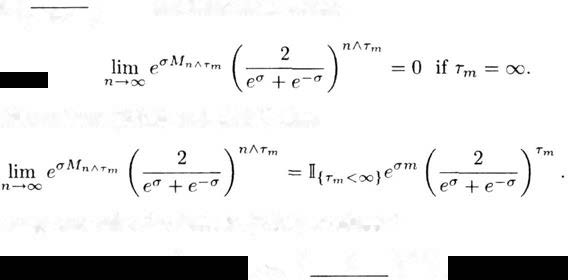 \lim_{n \to \infty} e^{\sigma M_{n \wedge \tau_m}} \left( \frac{2}{e^{\sigma} + e^{-\sigma}} \right)^{n \wedge \tau_m} = 0 \text{ if } \tau_m = \infty.
\lim_{n \to \infty} e^{\sigma M_{n \wedge \tau_m}} \left( \frac{2}{e^{\sigma} + e^{-\sigma}} \right)^{n \wedge \tau_m} = \mathbb{I}_{\{\tau_m < \infty\}} e^{\sigma m} \left( \frac{2}{e^{\sigma} + e^{-\sigma}} \right)^{\tau_m}.